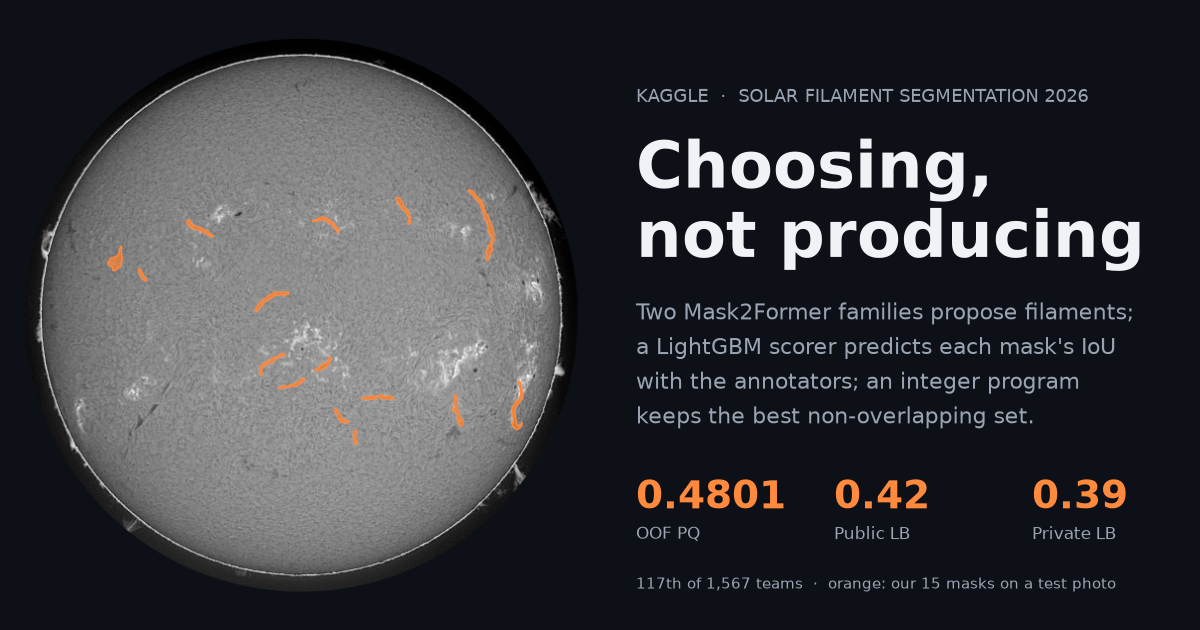 KAGGLE · SOLAR FILAMENT SEGMENTATION 2026
Choosing,
not producing
Two Mask2Former families propose filaments;
a LightGBM scorer predicts each mask's IoU
with the annotators; an integer program
keeps the best non-overlapping set.
0.4801 0.42 0.39
OOF PQ Public LB Private LB
117th of 1,567 teams · orange: our 15 masks on a test photo